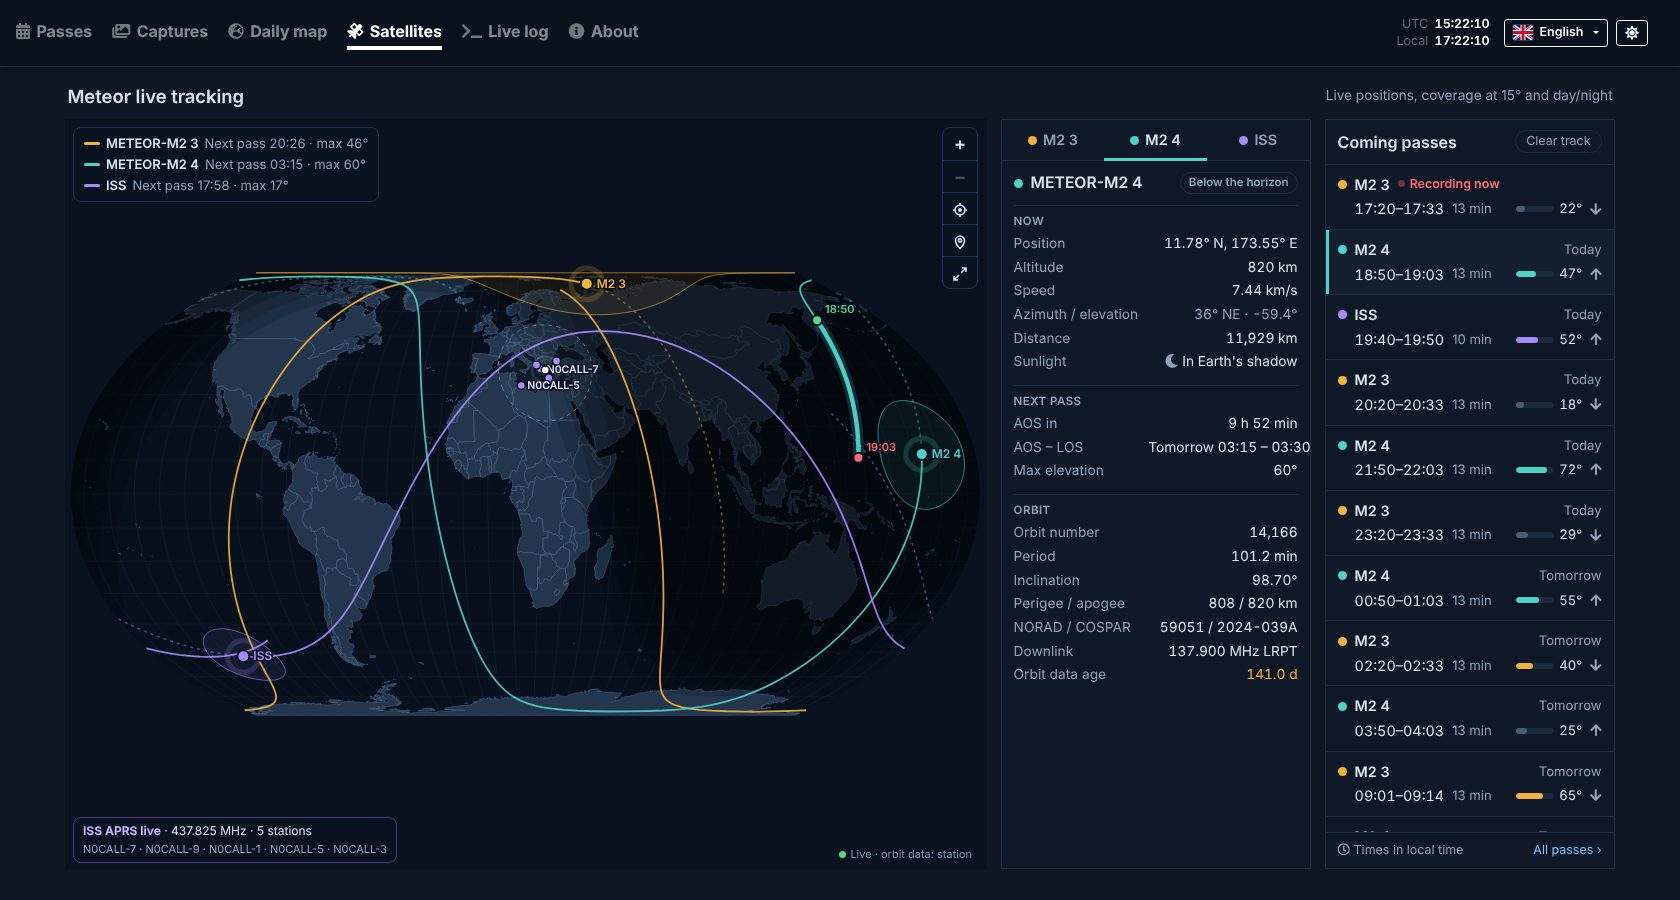 Passes Captures Daily map Satellites Live log About
UTC 15:22:10
Local 17:22:10
English
Meteor live tracking
Live positions, coverage at 15° and day/night
METEOR-M2 3 Next pass 20:26 · max 46°
METEOR-M2 4 Next pass 03:15 · max 60°
ISS Next pass 17:58 · max 17°
+
−
M2 3
18:50
N0CALL-7
N0CALL-5
19:03
M2 4
ISS
ISS APRS live · 437.825 MHz · 5 stations
N0CALL-7 · N0CALL-9 · N0CALL-1 · N0CALL-5 · N0CALL-3
Live · orbit data: station
M2 3 M2 4 ISS
METEOR-M2 4 Below the horizon
NOW
Position 11.78° N, 173.55° E
Altitude 820 km
Speed 7.44 km/s
Azimuth / elevation 36° NE · -59.4°
Distance 11,929 km
Sunlight In Earth's shadow
NEXT PASS
AOS in 9 h 52 min
AOS – LOS Tomorrow 03:15 – 03:30
Max elevation 60°
ORBIT
Orbit number 14,166
Period 101.2 min
Inclination 98.70°
Perigee / apogee 808 / 820 km
NORAD / COSPAR 59051 / 2024-039A
Downlink 137.900 MHz LRPT
Orbit data age 141.0 d
Coming passes Clear track
M2 3 Recording now
17:20–17:33 13 min 22° ↓
M2 4 Today
18:50–19:03 13 min 47° ↑
ISS Today
19:40–19:50 10 min 52° ↑
M2 3 Today
20:20–20:33 13 min 18° ↓
M2 4 Today
21:50–22:03 13 min 72° ↑
M2 3 Today
23:20–23:33 13 min 29° ↓
M2 4 Tomorrow
00:50–01:03 13 min 55° ↑
M2 3 Tomorrow
02:20–02:33 13 min 40° ↓
M2 4 Tomorrow
03:50–04:03 13 min 25° ↑
M2 3 Tomorrow
09:01–09:14 13 min 65° ↓
Times in local time All passes ›